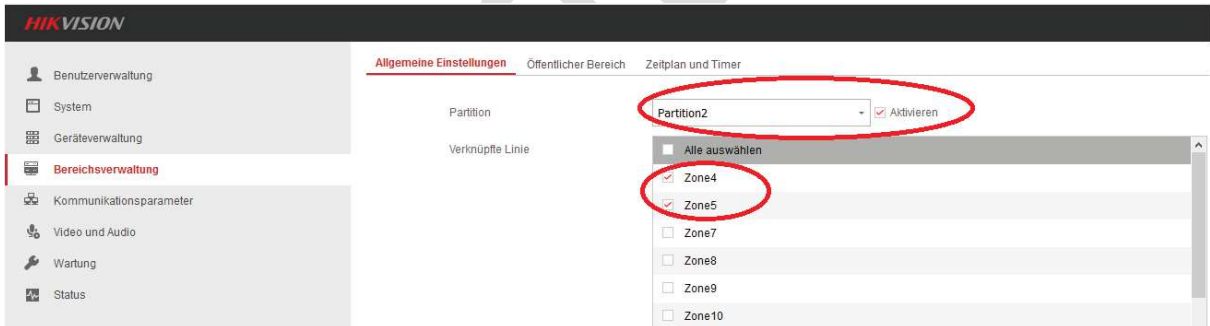 HIKVISION
Benutzerverwaltung
System
Geräteverwaltung
Bereichsverwaltung
Kommunikationsparameter
Video und Audio
Wartung
Status
Allgemeine Einstellungen Öffentlicher Bereich Zeitplan und Timer
Partition Partition2 Aktivieren
Verknüpfte Linie Alle auswählen
Zone4
Zone5
Zone7
Zone8
Zone9
Zone10